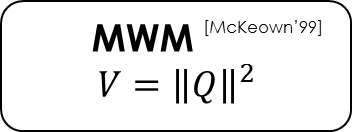 MWM [McKeown'99]
V = ‖Q‖²